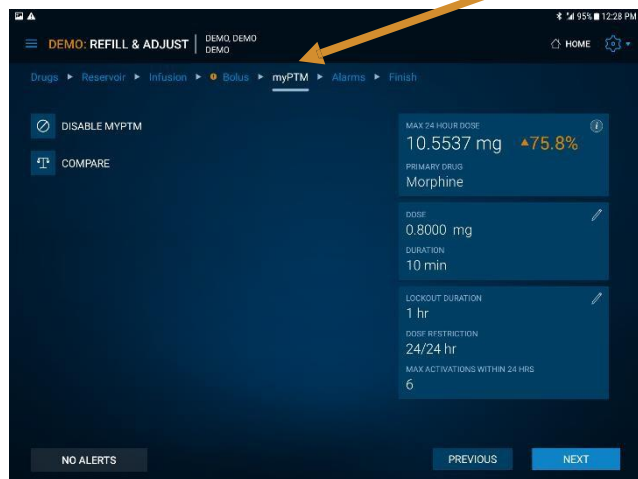 95% 12:28 PM
DEMO: REFILL & ADJUST
DEMO, DEMO
DEMO
HOME
Drugs ▸ Reservoir ▸ Infusion ▸ Bolus ▸ myPTM ▸ Alarms ▸ Finish
DISABLE MYPTM
COMPARE
MAX 24 HOUR DOSE
10.5537 mg ▲75.8%
PRIMARY DRUG
Morphine
DOSE
0.8000 mg
DURATION
10 min
LOCKOUT DURATION
1 hr
DOSE RESTRICTION
24/24 hr
MAX ACTIVATIONS WITHIN 24 HRS
6
NO ALERTS
PREVIOUS
NEXT